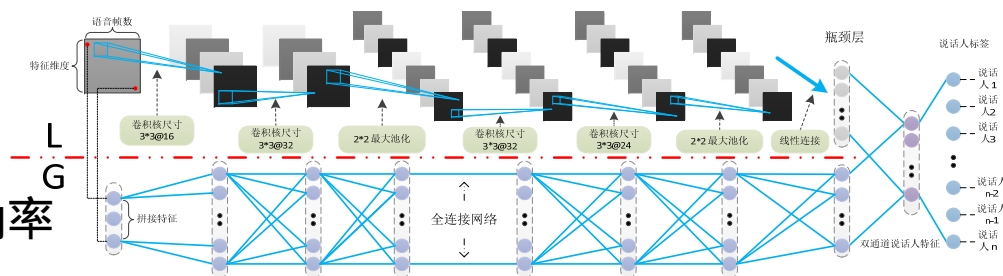 语音帧数
特征维度
卷积核尺寸
3*3@16
卷积核尺寸
3*3@32
2*2最大池化
卷积核尺寸
3*3@32
卷积核尺寸
3*3@24
2*2最大池化
线性连接
瓶颈层
说话人标签
说话
人1
说话
人2
说话
人3
说话人
n-2
说话人
n-1
说话
人n
L
G
率
拼接特征
全连接网络
双通道说话人特征